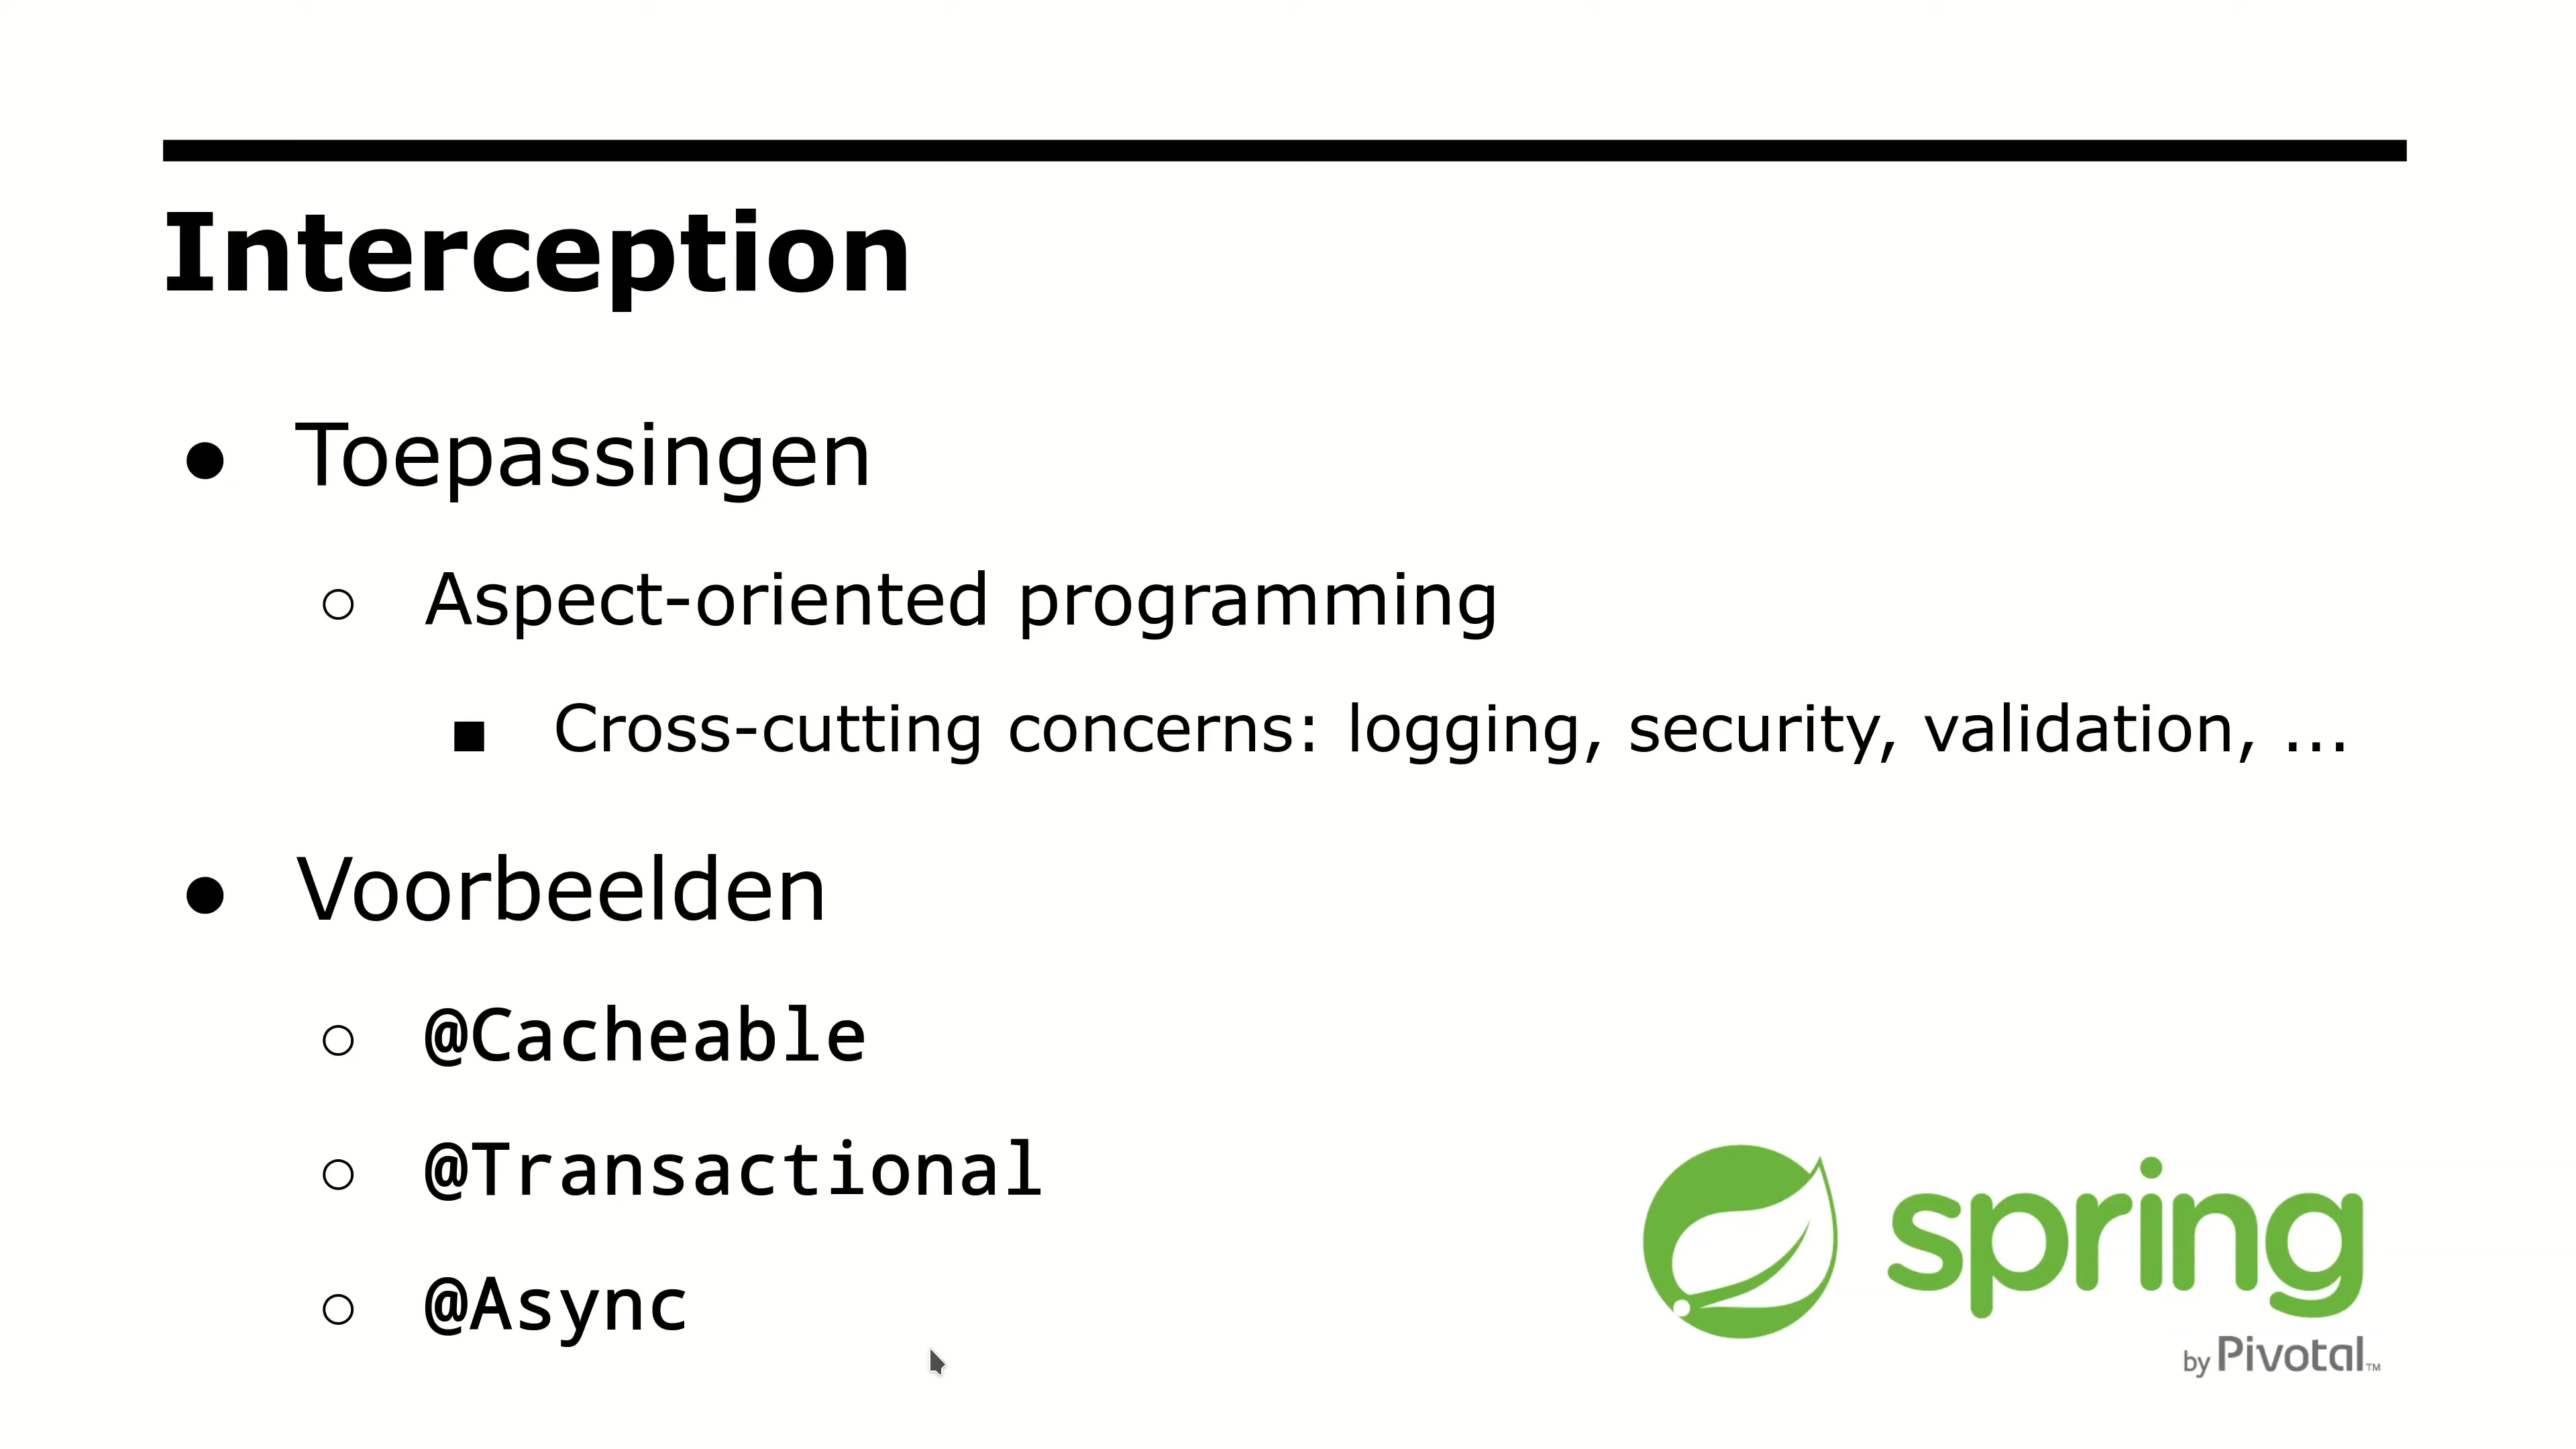 Interception
Toepassingen
Aspect-oriented programming
Cross-cutting concerns: logging, security, validation, ...
Voorbeelden
@Cacheable
@Transactional
@Async
spring
by Pivotal™